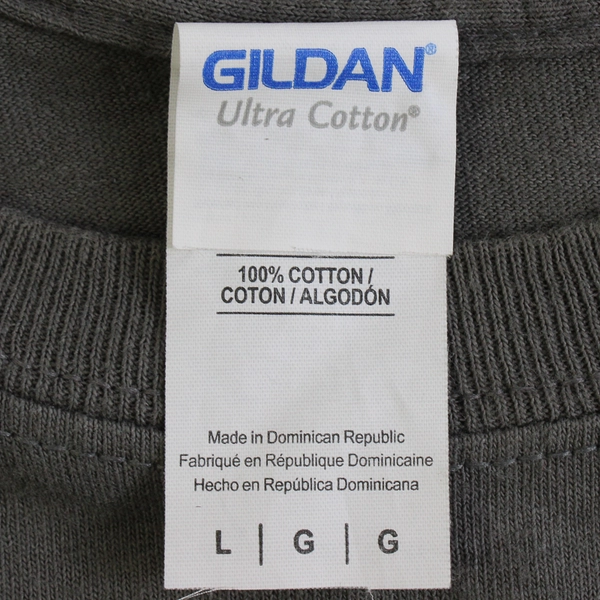 GILDAN®
Ultra Cotton®
100% COTTON /
COTON / ALGODÓN
Made in Dominican Republic
Fabriqué en République Dominicaine
Hecho en República Dominicana
L | G | G